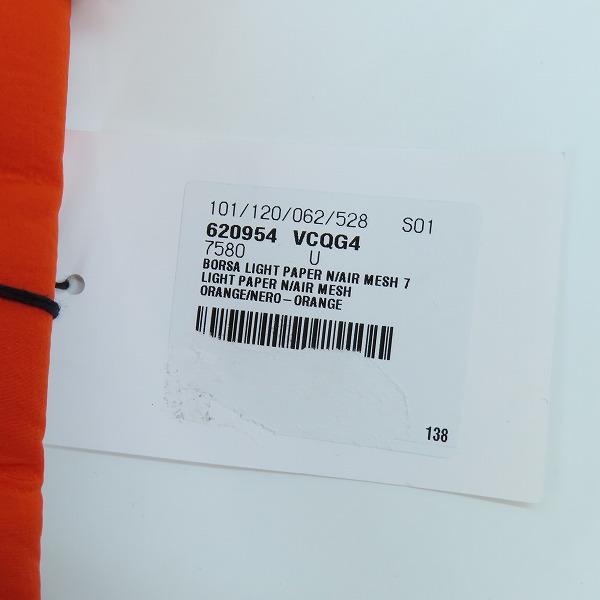 101/120/062/528 S01
620954 VCQG4
7580 U
BORSA LIGHT PAPER N/AIR MESH 7
LIGHT PAPER N/AIR MESH
ORANGE/NERO-ORANGE
138